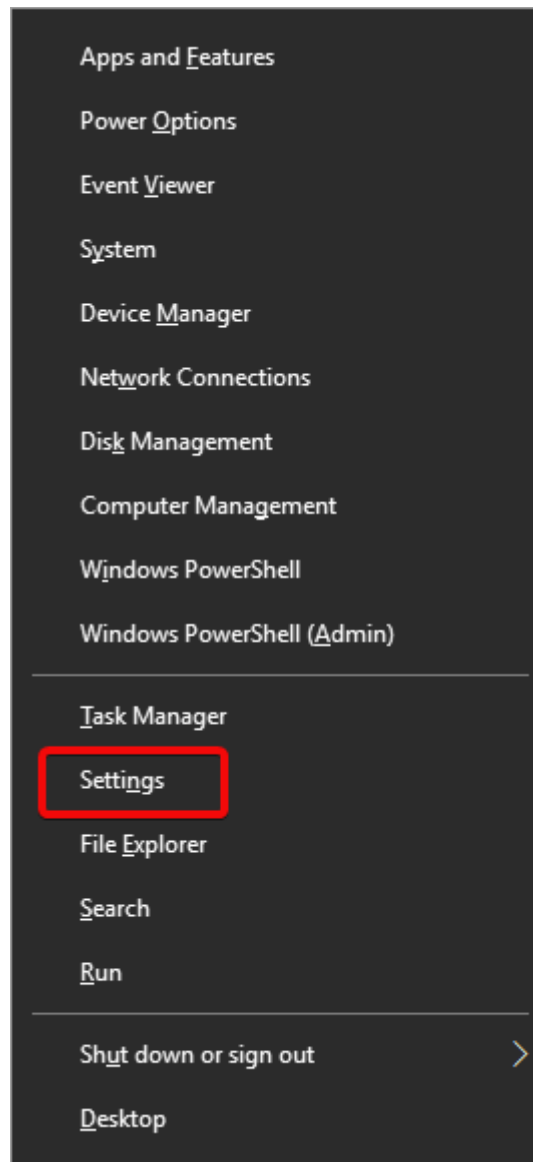 Apps and Features
Power Options
Event Viewer
System
Device Manager
Network Connections
Disk Management
Computer Management
Windows PowerShell
Windows PowerShell (Admin)
Task Manager
Settings
File Explorer
Search
Run
Shut down or sign out
Desktop